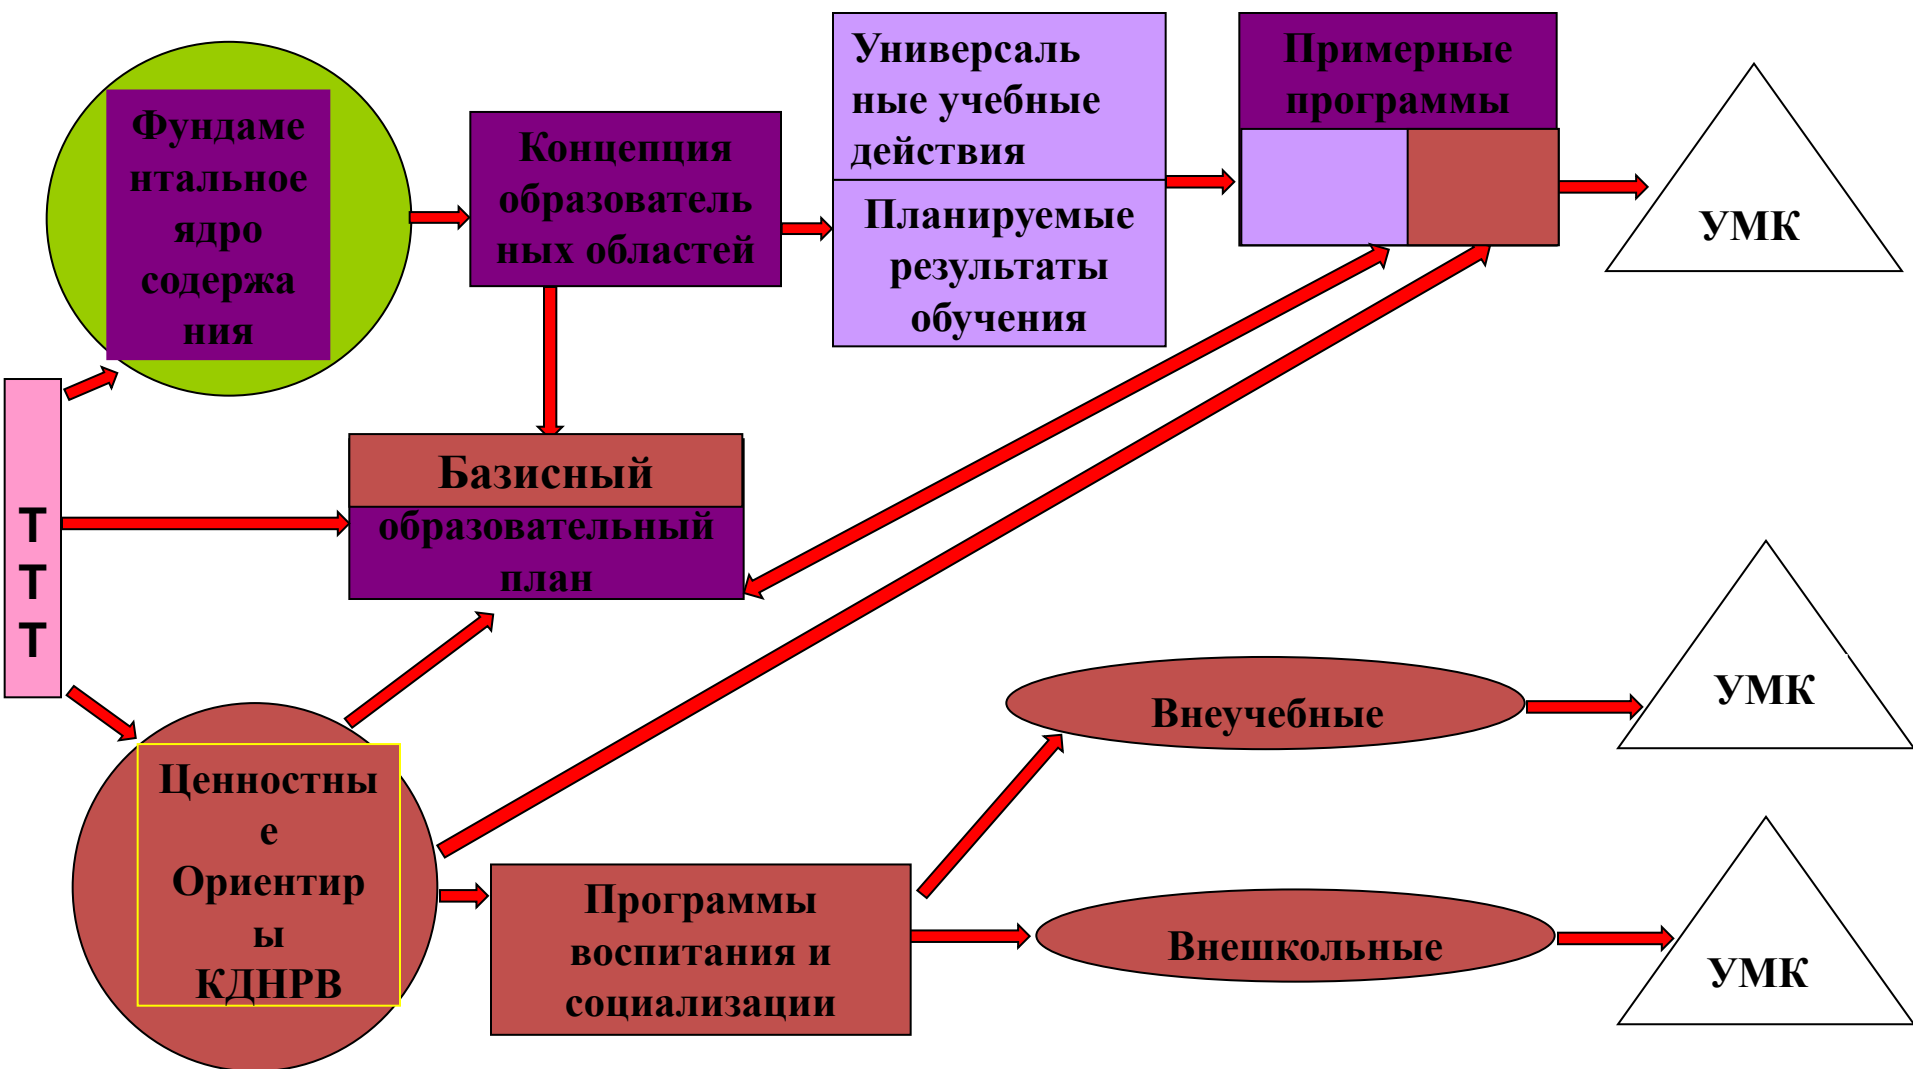 Фундаме
нтальное
ядро
содержа
ния
Концепция
образователь
ных областей
Универсаль
ные учебные
действия
Планируемые
результаты
обучения
Примерные
программы
УМК
Т
Т
Т
Базисный
образовательный
план
Ценностны
е
Ориентир
ы
КДНРВ
Программы
воспитания и
социализации
Внеучебные
УМК
Внешкольные
УМК